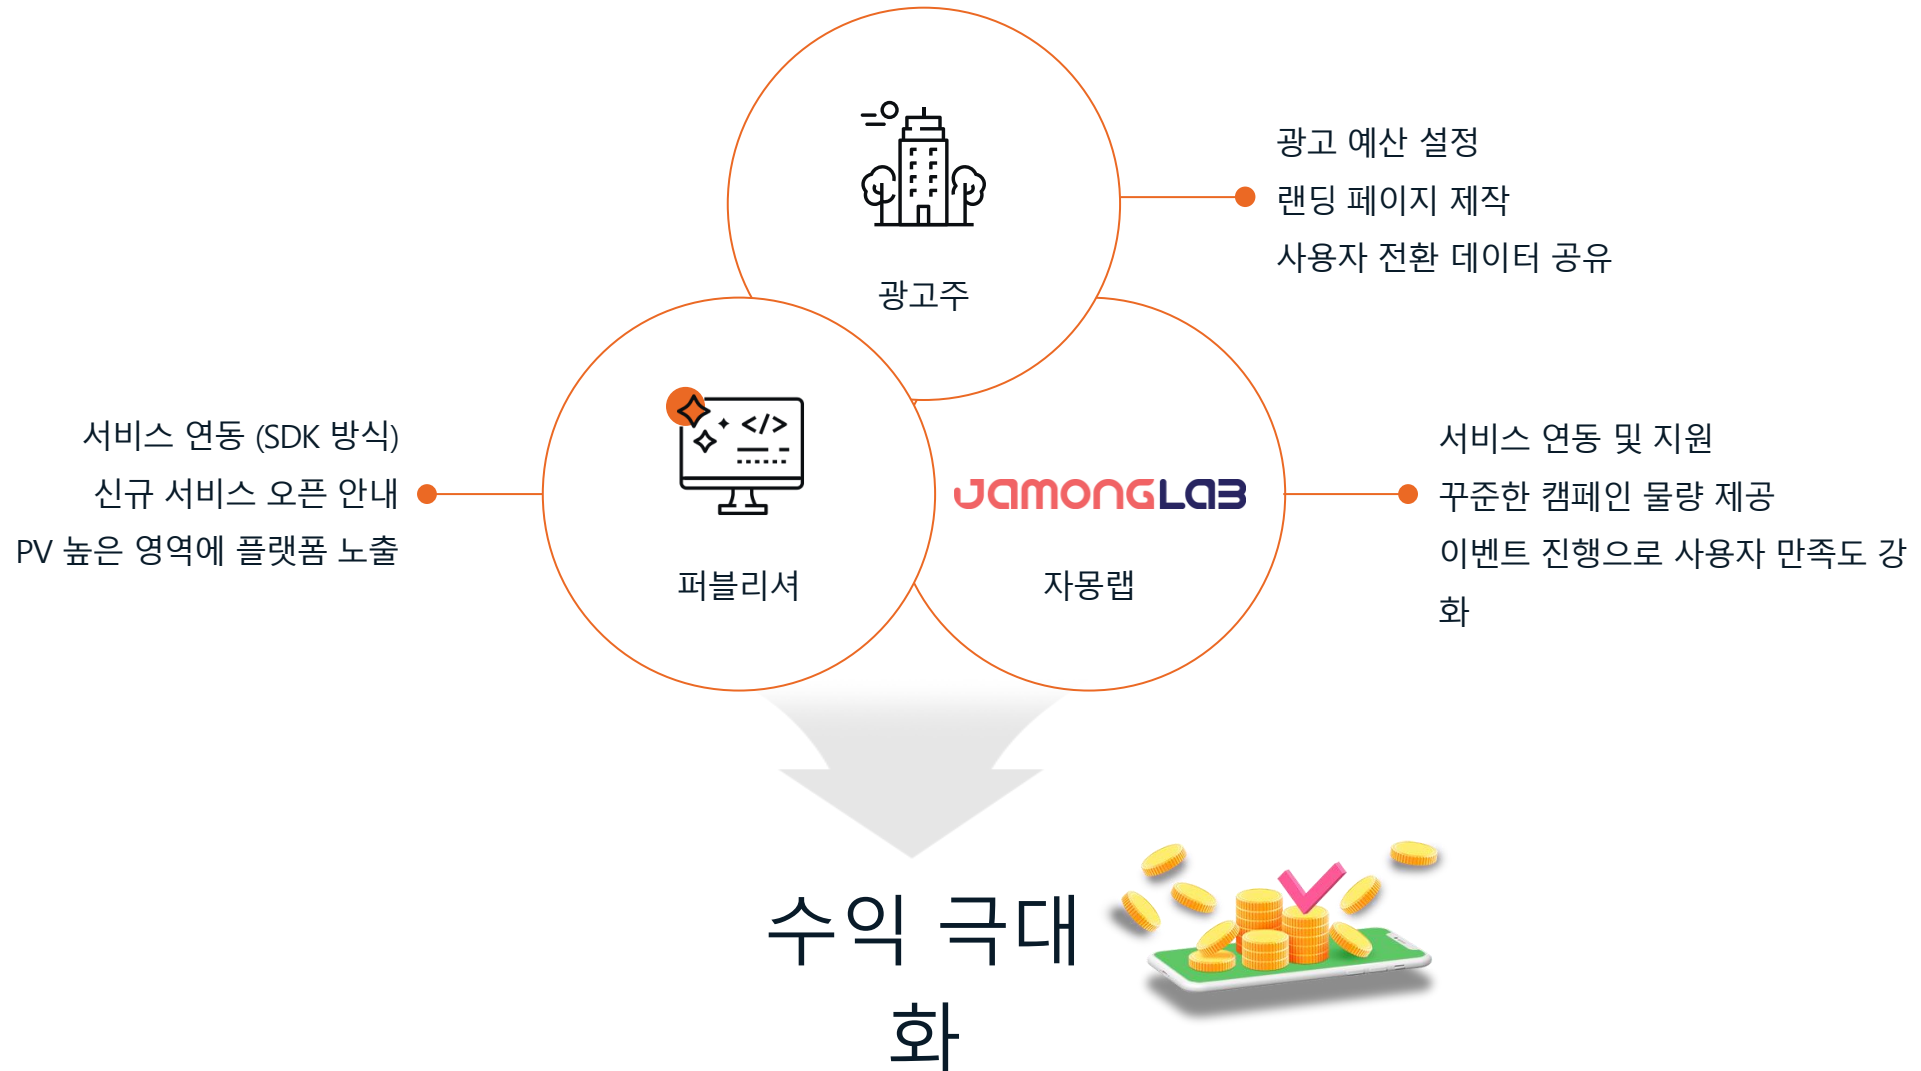 광고주
광고 예산 설정
랜딩 페이지 제작
사용자 전환 데이터 공유
서비스 연동 (SDK 방식)
신규 서비스 오픈 안내
PV 높은 영역에 플랫폼 노출
</>
퍼블리셔
JAMONGLAB
자몽랩
서비스 연동 및 지원
꾸준한 캠페인 물량 제공
이벤트 진행으로 사용자 만족도 강
화
수익 극대
화